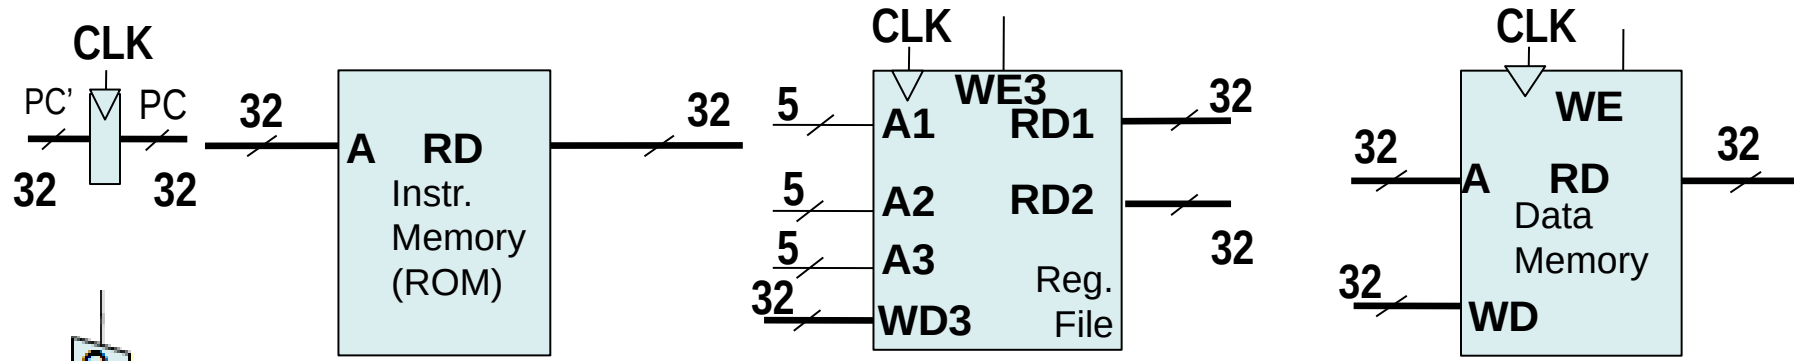 CLK
PC’ PC
32 32
32 32
A RD
Instr.
Memory
(ROM)
CLK
WE3
5 A1 RD1 32
5 A2 RD2
32
5 A3
32 WD3
Reg.
File
CLK
WE
32 A RD 32
Data
Memory
32 WD